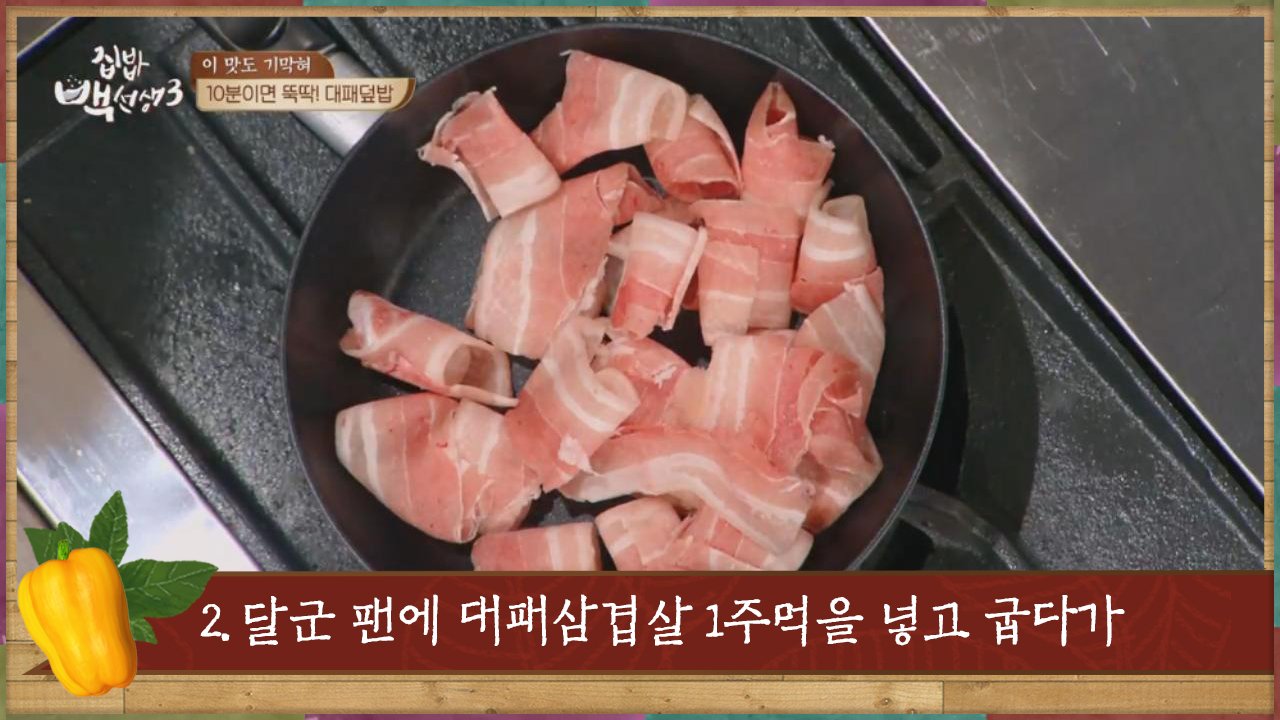 집밥
백선생3
이 맛도 기막혀
10분이면 뚝딱! 대패덮밥
2. 달군 팬에 대패삼겹살 1주먹을 넣고 굽다가